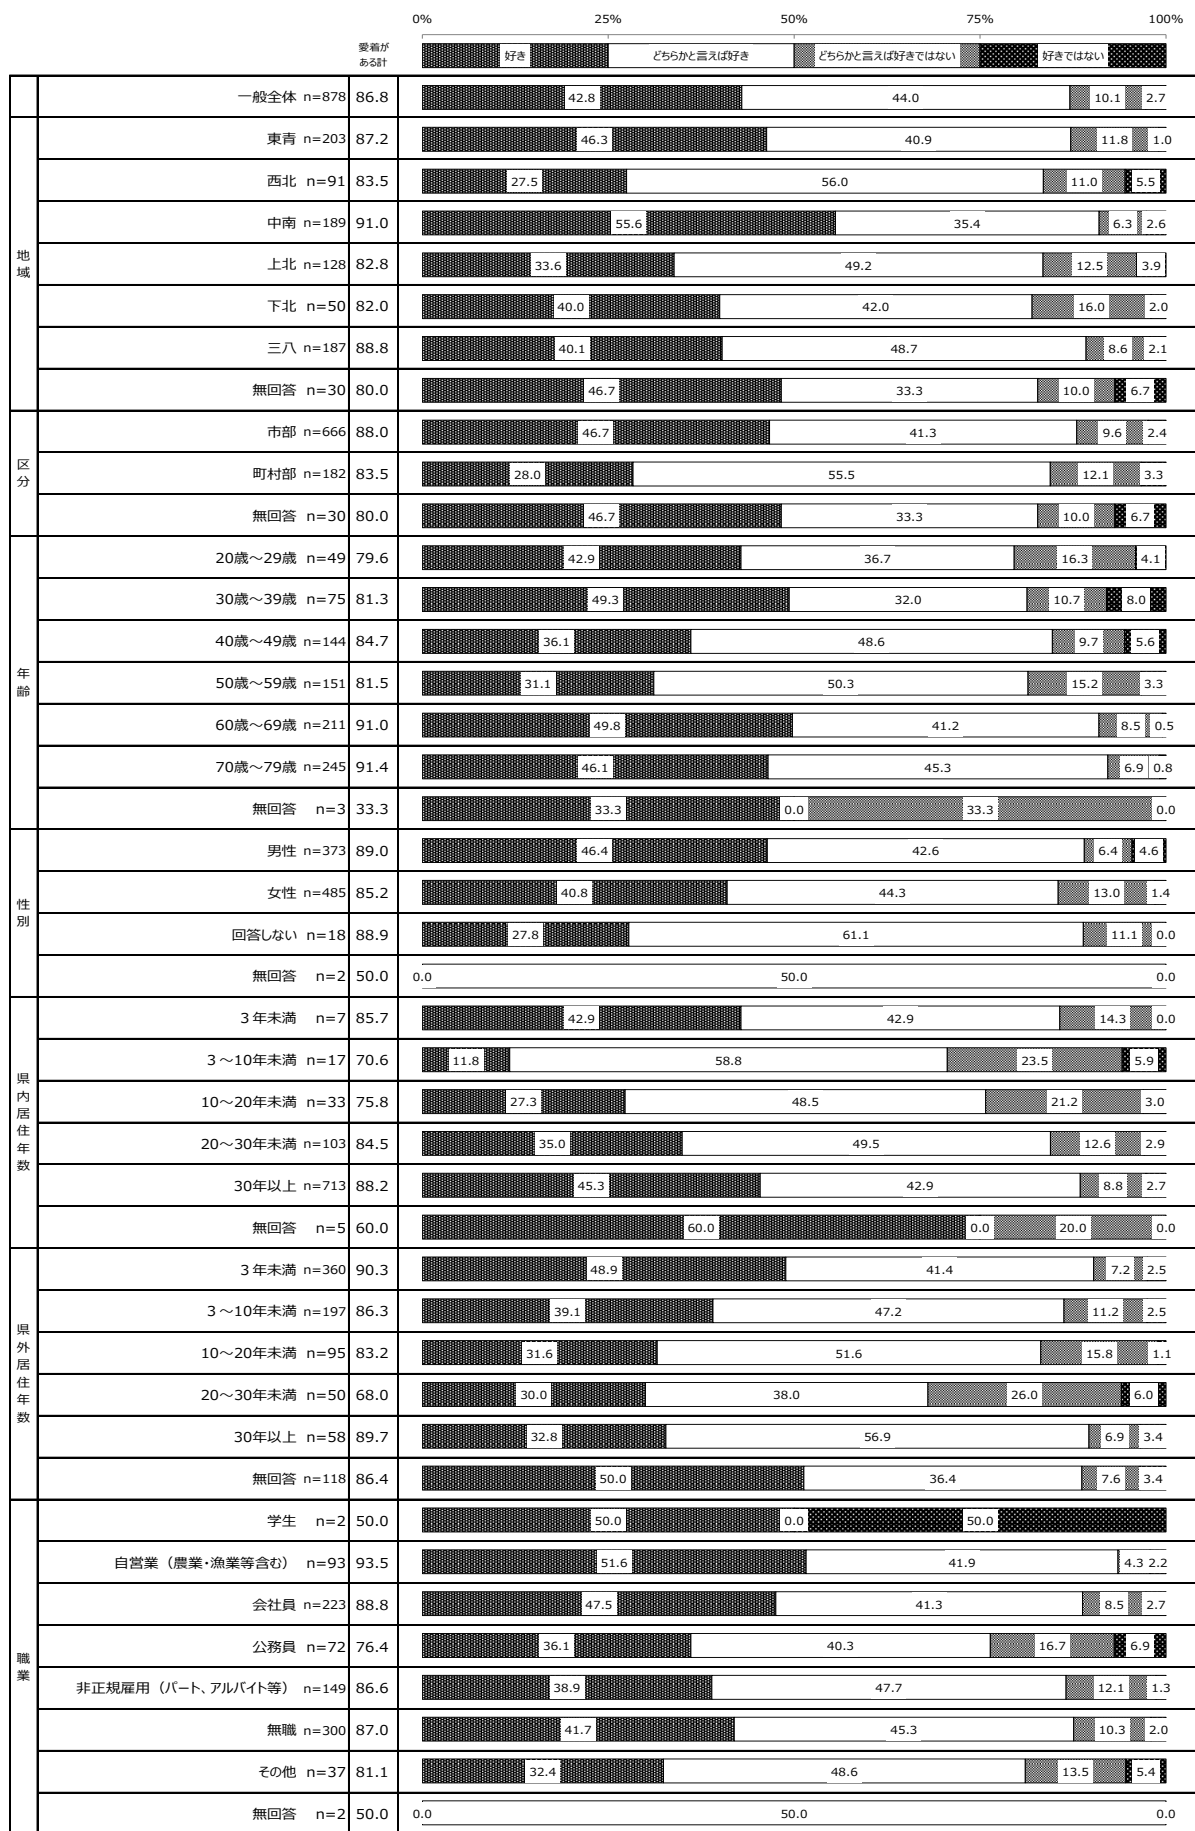 0% 25% 50% 75% 100%
愛着が
ある計
好き どちらかと言えば好き どちらかと言えば好きではない 好きではない
一般全体 n=878 86.8 42.8 44.0 10.1 2.7
地域
東青 n=203 87.2 46.3 40.9 11.8 1.0
西北 n=91 83.5 27.5 56.0 11.0 5.5
中南 n=189 91.0 55.6 35.4 6.3 2.6
上北 n=128 82.8 33.6 49.2 12.5 3.9
下北 n=50 82.0 40.0 42.0 16.0 2.0
三八 n=187 88.8 40.1 48.7 8.6 2.1
無回答 n=30 80.0 46.7 33.3 10.0 6.7
区分
市部 n=666 88.0 46.7 41.3 9.6 2.4
町村部 n=182 83.5 28.0 55.5 12.1 3.3
無回答 n=30 80.0 46.7 33.3 10.0 6.7
年齢
20歳～29歳 n=49 79.6 42.9 36.7 16.3 4.1
30歳～39歳 n=75 81.3 49.3 32.0 10.7 8.0
40歳～49歳 n=144 84.7 36.1 48.6 9.7 5.6
50歳～59歳 n=151 81.5 31.1 50.3 15.2 3.3
60歳～69歳 n=211 91.0 49.8 41.2 8.5 0.5
70歳～79歳 n=245 91.4 46.1 45.3 6.9 0.8
無回答 n=3 33.3 33.3 0.0 33.3 0.0
性別
男性 n=373 89.0 46.4 42.6 6.4 4.6
女性 n=485 85.2 40.8 44.3 13.0 1.4
回答しない n=18 88.9 27.8 61.1 11.1 0.0
無回答 n=2 50.0 0.0 50.0 0.0
県内居住年数
３年未満 n=7 85.7 42.9 42.9 14.3 0.0
３～10年未満 n=17 70.6 11.8 58.8 23.5 5.9
10～20年未満 n=33 75.8 27.3 48.5 21.2 3.0
20～30年未満 n=103 84.5 35.0 49.5 12.6 2.9
30年以上 n=713 88.2 45.3 42.9 8.8 2.7
無回答 n=5 60.0 60.0 0.0 20.0 0.0
県外居住年数
３年未満 n=360 90.3 48.9 41.4 7.2 2.5
３～10年未満 n=197 86.3 39.1 47.2 11.2 2.5
10～20年未満 n=95 83.2 31.6 51.6 15.8 1.1
20～30年未満 n=50 68.0 30.0 38.0 26.0 6.0
30年以上 n=58 89.7 32.8 56.9 6.9 3.4
無回答 n=118 86.4 50.0 36.4 7.6 3.4
職業
学生 n=2 50.0 50.0 0.0 50.0
自営業（農業・漁業等含む） n=93 93.5 51.6 41.9 4.3 2.2
会社員 n=223 88.8 47.5 41.3 8.5 2.7
公務員 n=72 76.4 36.1 40.3 16.7 6.9
非正規雇用（パート、アルバイト等） n=149 86.6 38.9 47.7 12.1 1.3
無職 n=300 87.0 41.7 45.3 10.3 2.0
その他 n=37 81.1 32.4 48.6 13.5 5.4
無回答 n=2 50.0 0.0 50.0 0.0